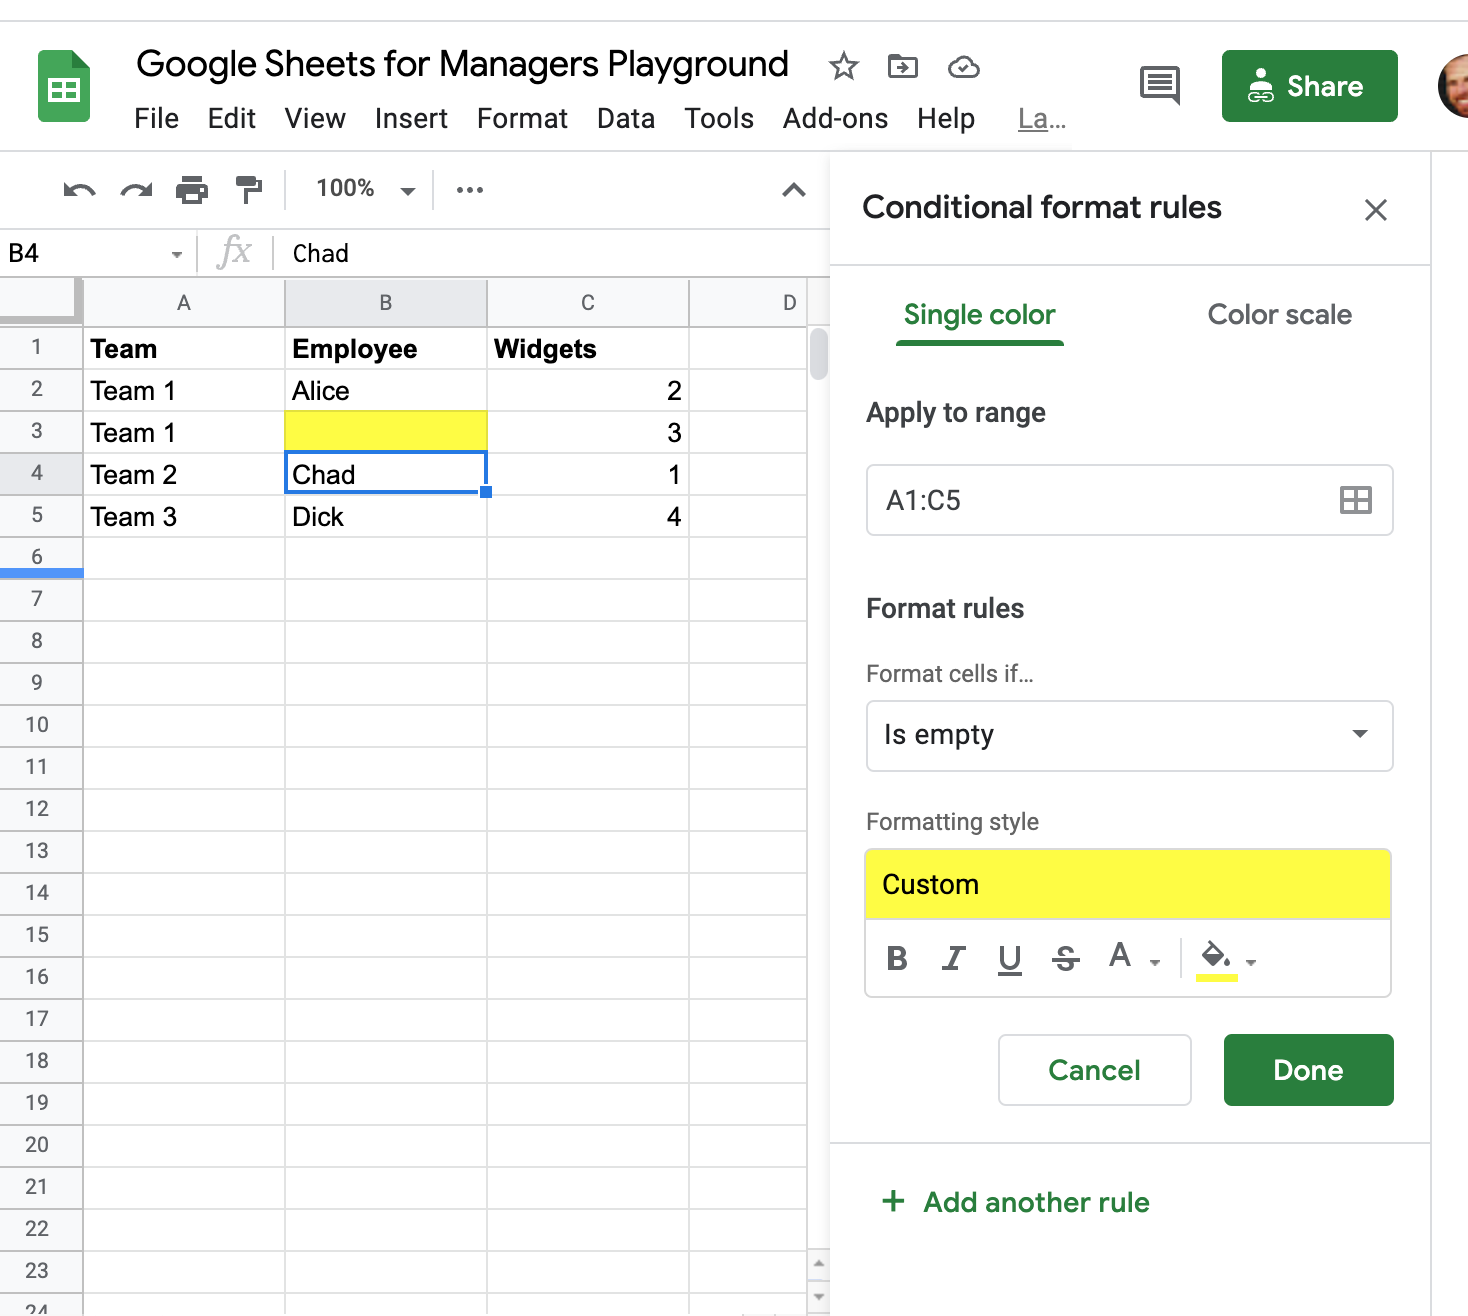 Google Sheets for Managers Playground
File Edit View Insert Format Data Tools Add-ons Help La...
Share
100%
B4 fx Chad
A B C D
1 Team Employee Widgets
2 Team 1 Alice 2
3 Team 1 3
4 Team 2 Chad 1
5 Team 3 Dick 4
6
7
8
9
10
11
12
13
14
15
16
17
18
19
20
21
22
23
24
Conditional format rules
Single color Color scale
Apply to range
A1:C5
Format rules
Format cells if...
Is empty
Formatting style
Custom
B I U S A
Cancel Done
+ Add another rule